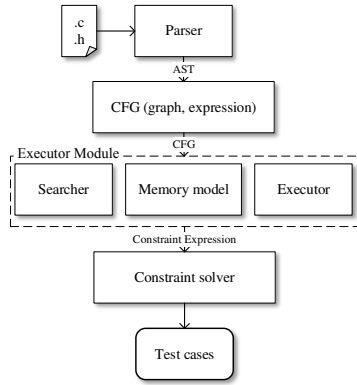 .c
.h
Parser
AST
CFG (graph, expression)
CFG
Executor Module
Searcher
Memory model
Executor
Constraint Expression
Constraint solver
Test cases